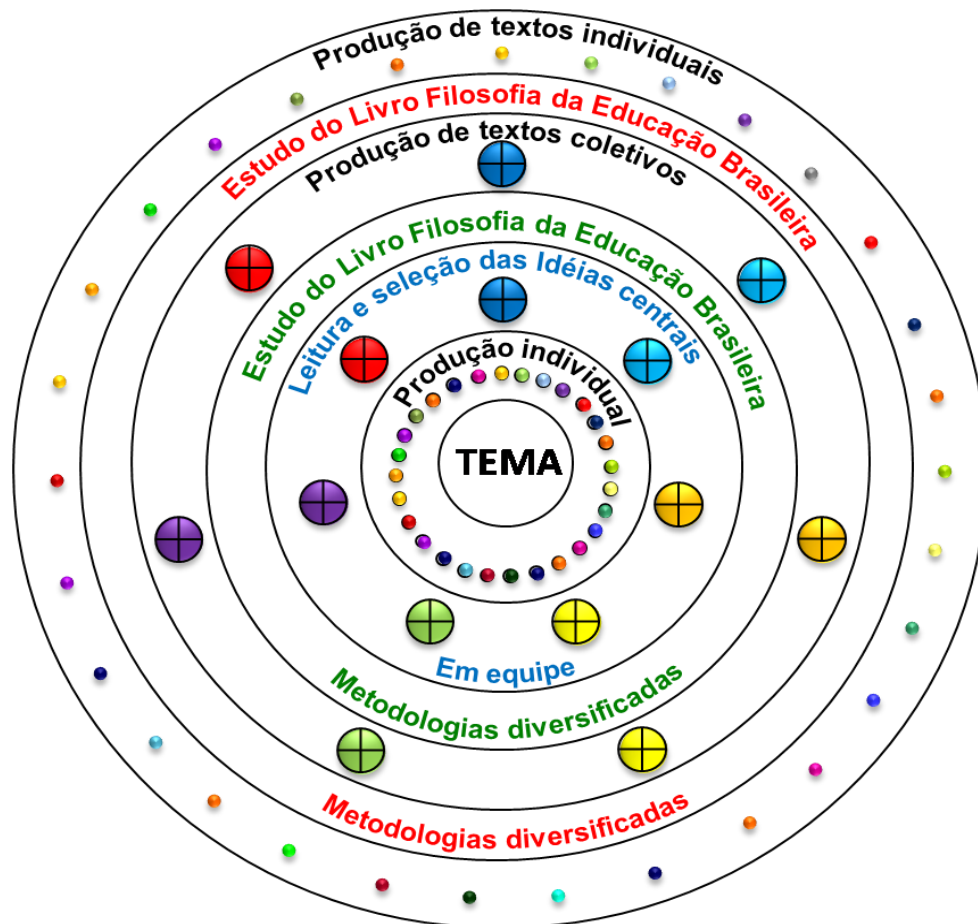 Produção de textos individuais
Estudo do Livro Filosofia da Educação Brasileira
Produção de textos coletivos
Estudo do Livro Filosofia da Educação Brasileira
Leitura e seleção das Idéias centrais
Produção individual
TEMA
Em equipe
Metodologias diversificadas
Metodologias diversificadas